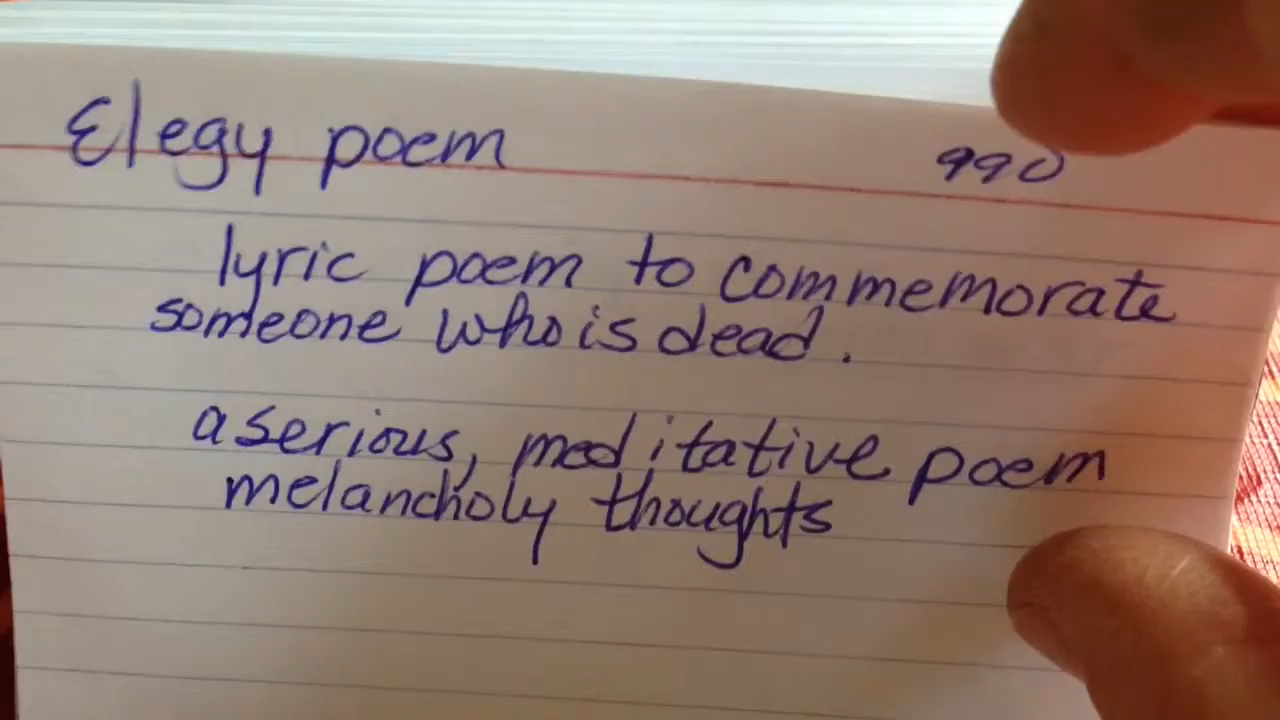 Elegy poem 990
lyric poem to commemorate
someone who is dead.
a serious, meditative poem
melancholy thoughts